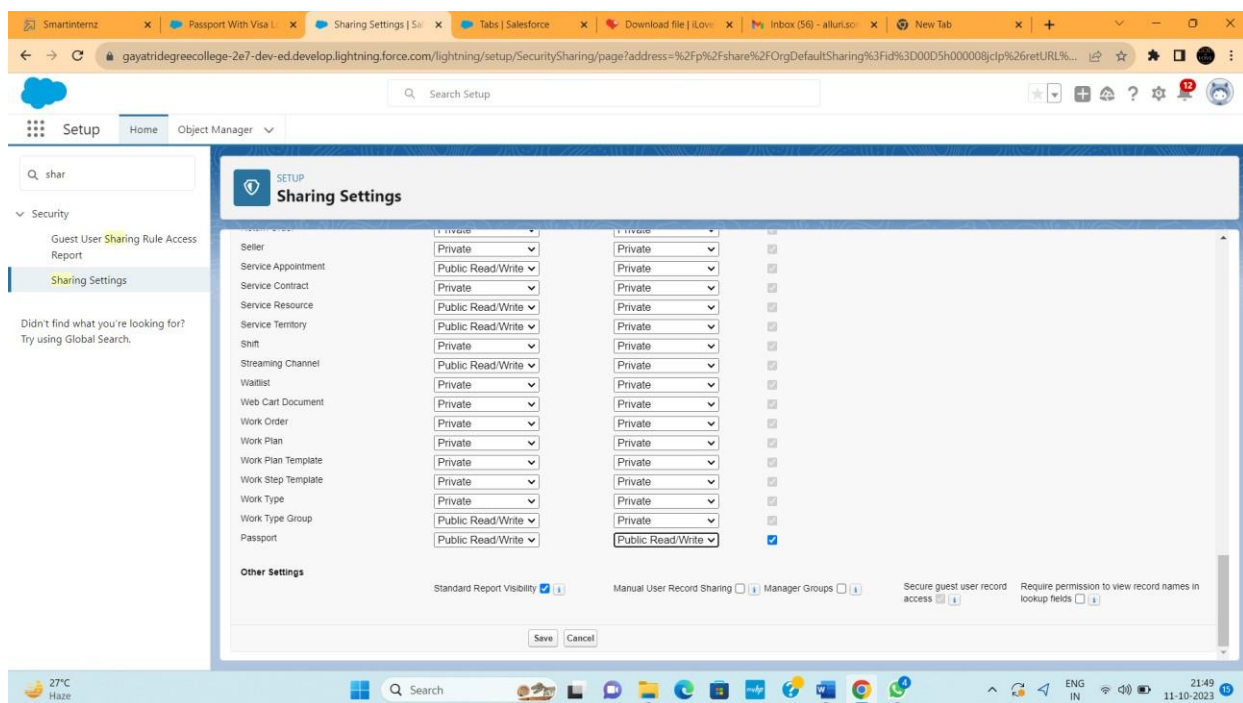 Smartinternz
Passport With Visa L
Sharing Settings | Sal
Tabs | Salesforce
Download file | iLove
Inbox (56) - alluri.son
New Tab
gayatridegreecollege-2e7-dev-ed.develop.lightning.force.com/lightning/setup/SecuritySharing/page?address=%2Fp%2Fshare%2FOrgDefaultSharing%3Fid%3D00D5h000008jclp%26retURL%...
Search Setup
12
Setup Home Object Manager
shar
Security
Guest User Sharing Rule Access
Report
Sharing Settings
Didn't find what you're looking for?
Try using Global Search.
SETUP
Sharing Settings
Return Order Private Private
Seller Private Private
Service Appointment Public Read/Write Private
Service Contract Private Private
Service Resource Public Read/Write Private
Service Territory Public Read/Write Private
Shift Private Private
Streaming Channel Public Read/Write Private
Waitlist Private Private
Web Cart Document Private Private
Work Order Private Private
Work Plan Private Private
Work Plan Template Private Private
Work Step Template Private Private
Work Type Private Private
Work Type Group Public Read/Write Private
Passport Public Read/Write Public Read/Write
Other Settings
Standard Report Visibility i Manual User Record Sharing i Manager Groups i
Secure guest user record
access i
Require permission to view record names in
lookup fields i
Save Cancel
27°C
Haze
Search
4
ENG
IN
21:49
11-10-2023
15